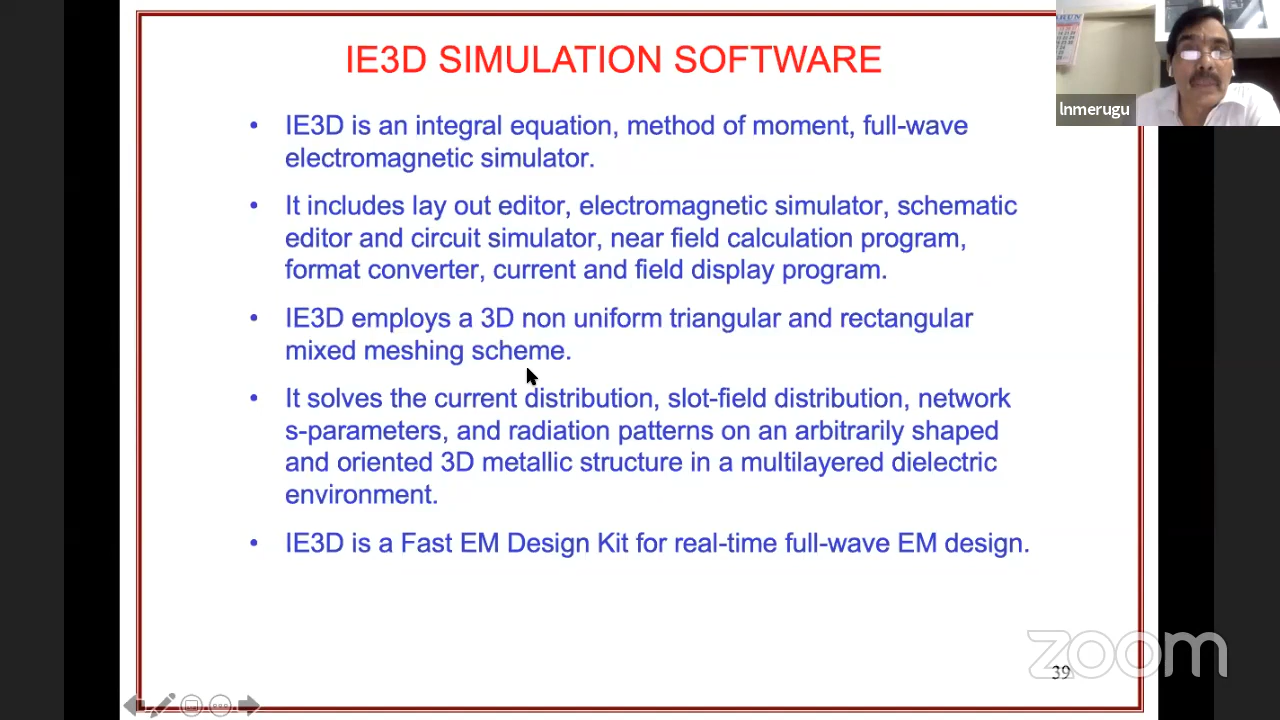 IE3D SIMULATION SOFTWARE
• IE3D is an integral equation, method of moment, full-wave
electromagnetic simulator.
• It includes lay out editor, electromagnetic simulator, schematic
editor and circuit simulator, near field calculation program,
format converter, current and field display program.
• IE3D employs a 3D non uniform triangular and rectangular
mixed meshing scheme.
• It solves the current distribution, slot-field distribution, network
s-parameters, and radiation patterns on an arbitrarily shaped
and oriented 3D metallic structure in a multilayered dielectric
environment.
• IE3D is a Fast EM Design Kit for real-time full-wave EM design.
lnmerugu
zoom
39